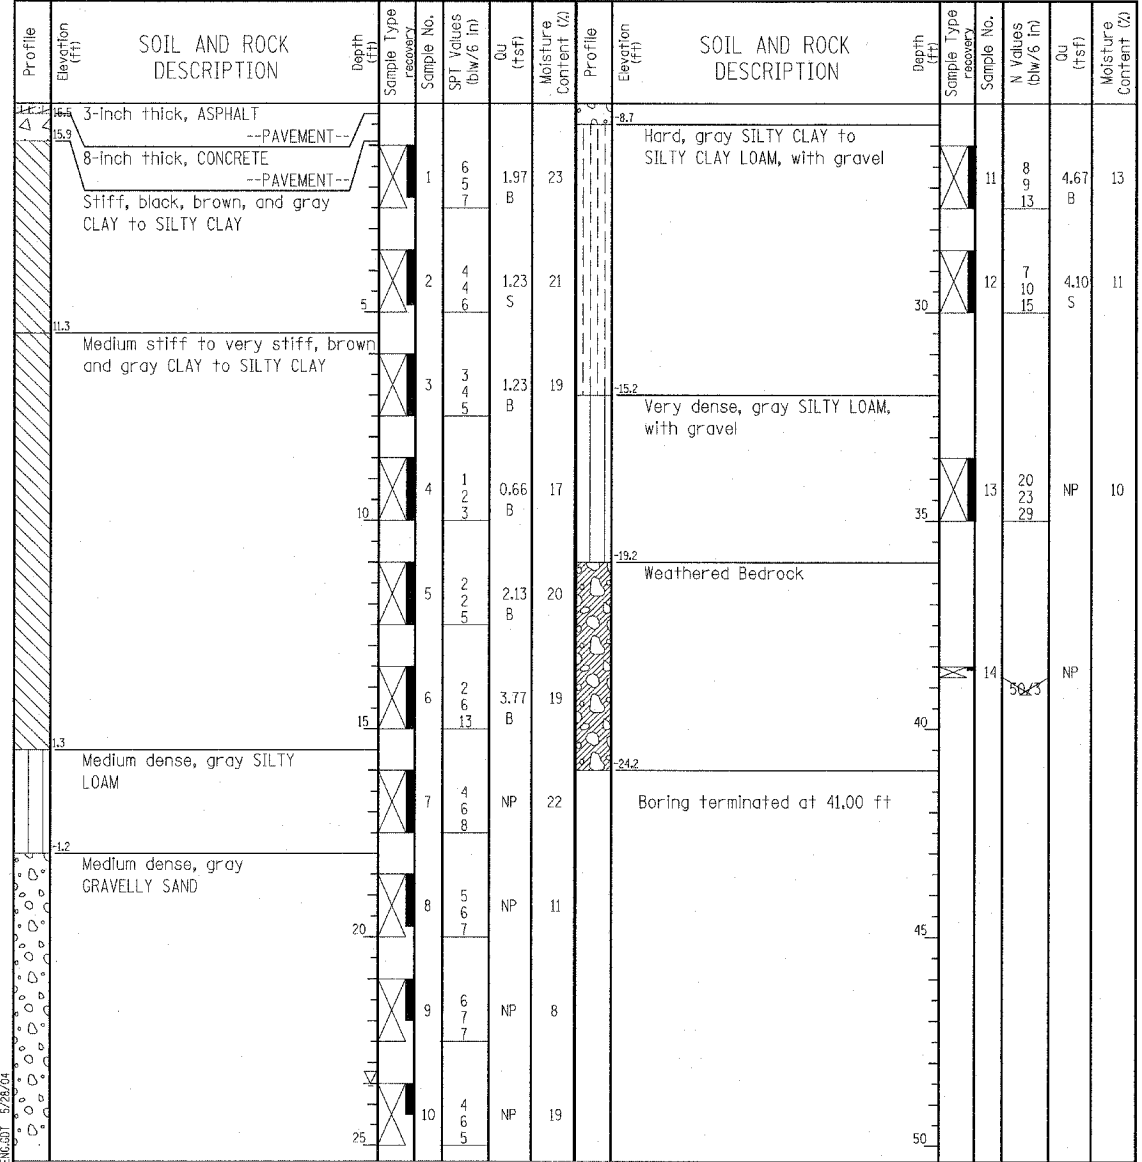 Profile
Elevation
(ft)
SOIL AND ROCK
DESCRIPTION
Depth
(ft)
Sample Type
recovery
Sample No.
SPT Values
(blw/6 in)
Qu
(tsf)
Moisture
Content (%)
16.5
3-inch thick, ASPHALT
--PAVEMENT--
15.9
8-inch thick, CONCRETE
--PAVEMENT--
Stiff, black, brown, and gray
CLAY to SILTY CLAY
1
6
5
7
1.97
B
23
2
4
4
6
1.23
S
21
5
11.3
Medium stiff to very stiff, brown
and gray CLAY to SILTY CLAY
3
3
4
5
1.23
B
19
4
1
2
3
0.66
B
17
10
5
2
2
5
2.13
B
20
6
2
6
13
3.77
B
19
15
1.3
Medium dense, gray SILTY
LOAM
7
4
6
8
NP
22
-1.2
Medium dense, gray
GRAVELLY SAND
8
5
6
7
NP
11
20
9
6
7
7
NP
8
10
4
6
5
NP
19
25
ENG.GDT 5/28/04
Profile
Elevation
(ft)
SOIL AND ROCK
DESCRIPTION
Depth
(ft)
Sample Type
recovery
Sample No.
N Values
(blw/6 in)
Qu
(tsf)
Moisture
Content (%)
-8.7
Hard, gray SILTY CLAY to
SILTY CLAY LOAM, with gravel
11
8
9
13
4.67
B
13
12
7
10
15
4.10
S
11
30
-15.2
Very dense, gray SILTY LOAM,
with gravel
13
20
23
29
NP
10
35
-19.2
Weathered Bedrock
14
50/3
NP
40
-24.2
Boring terminated at 41.00 ft
45
50